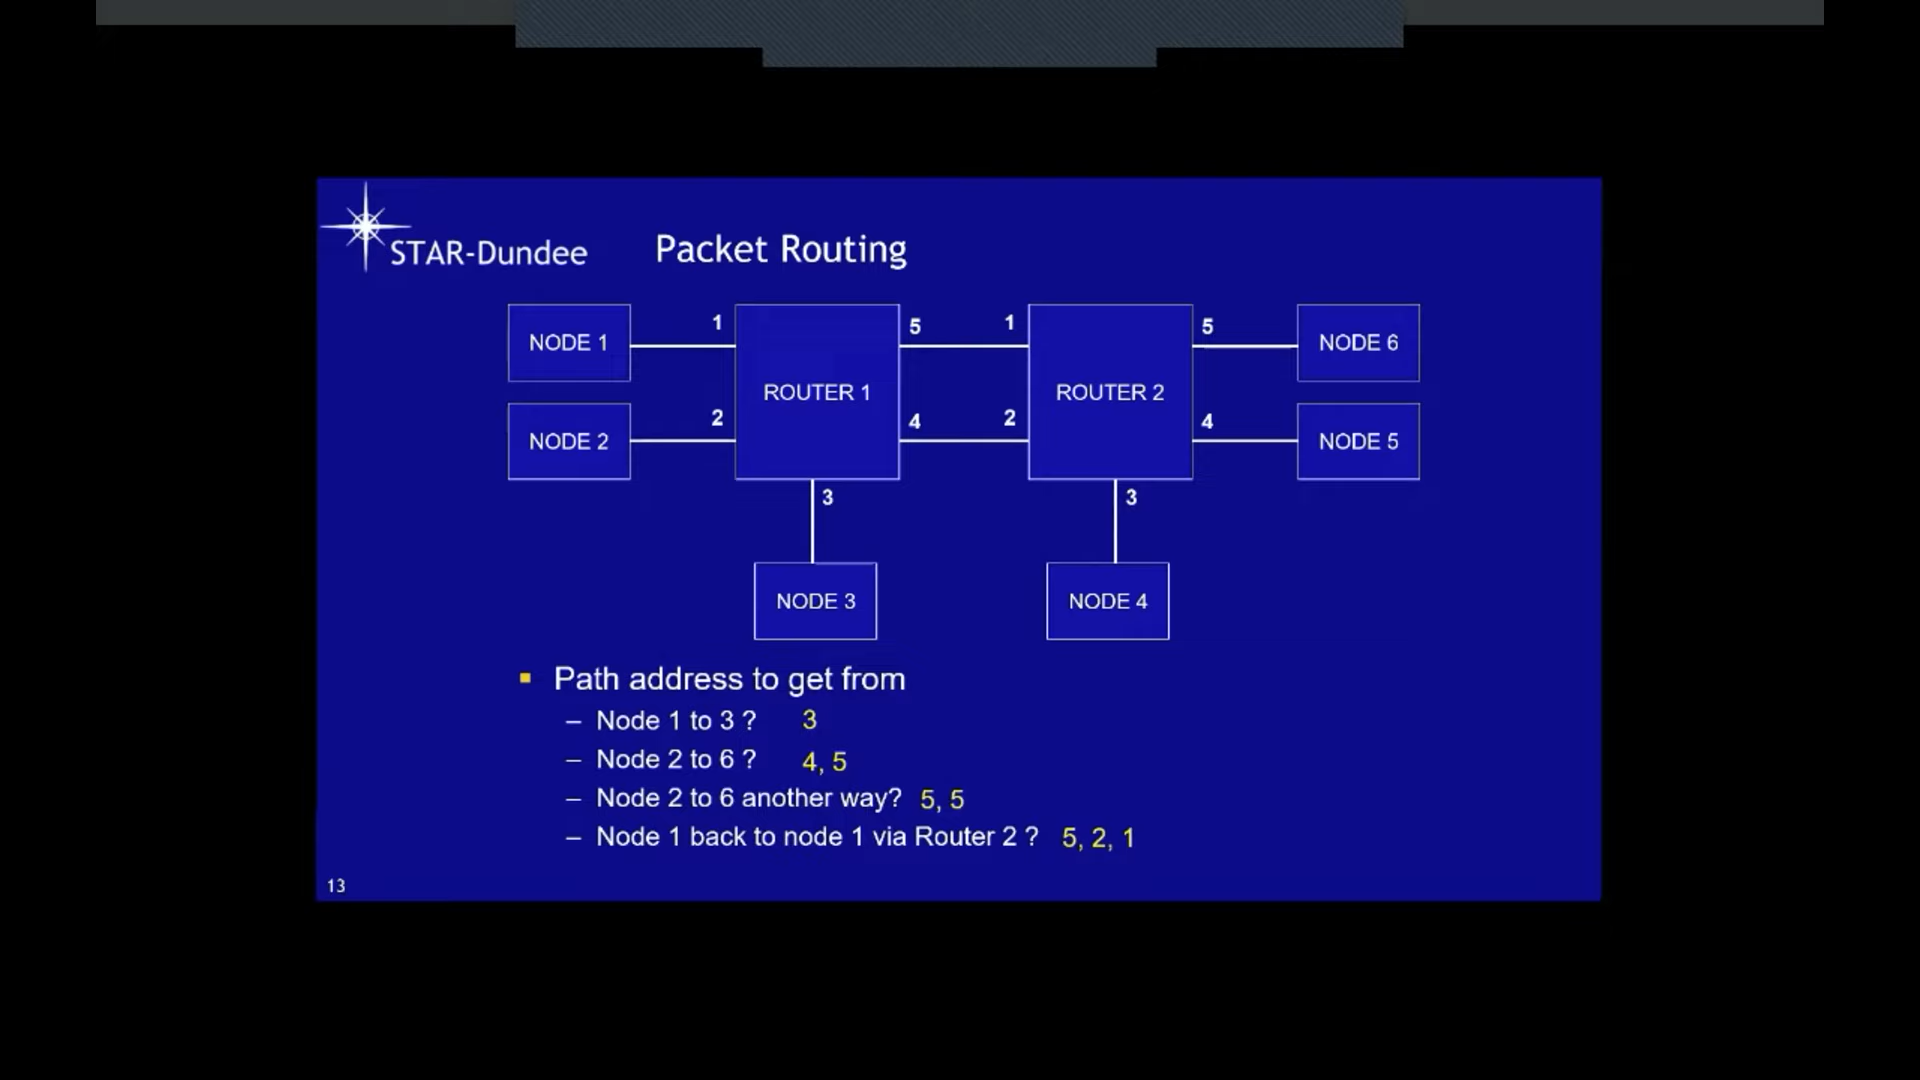 STAR-Dundee
Packet Routing
NODE 1
1
ROUTER 1
5
1
ROUTER 2
5
NODE 6
NODE 2
2
4
2
4
NODE 5
3
3
NODE 3
NODE 4
Path address to get from
– Node 1 to 3 ? 3
– Node 2 to 6 ? 4, 5
– Node 2 to 6 another way? 5, 5
– Node 1 back to node 1 via Router 2 ? 5, 2, 1
13